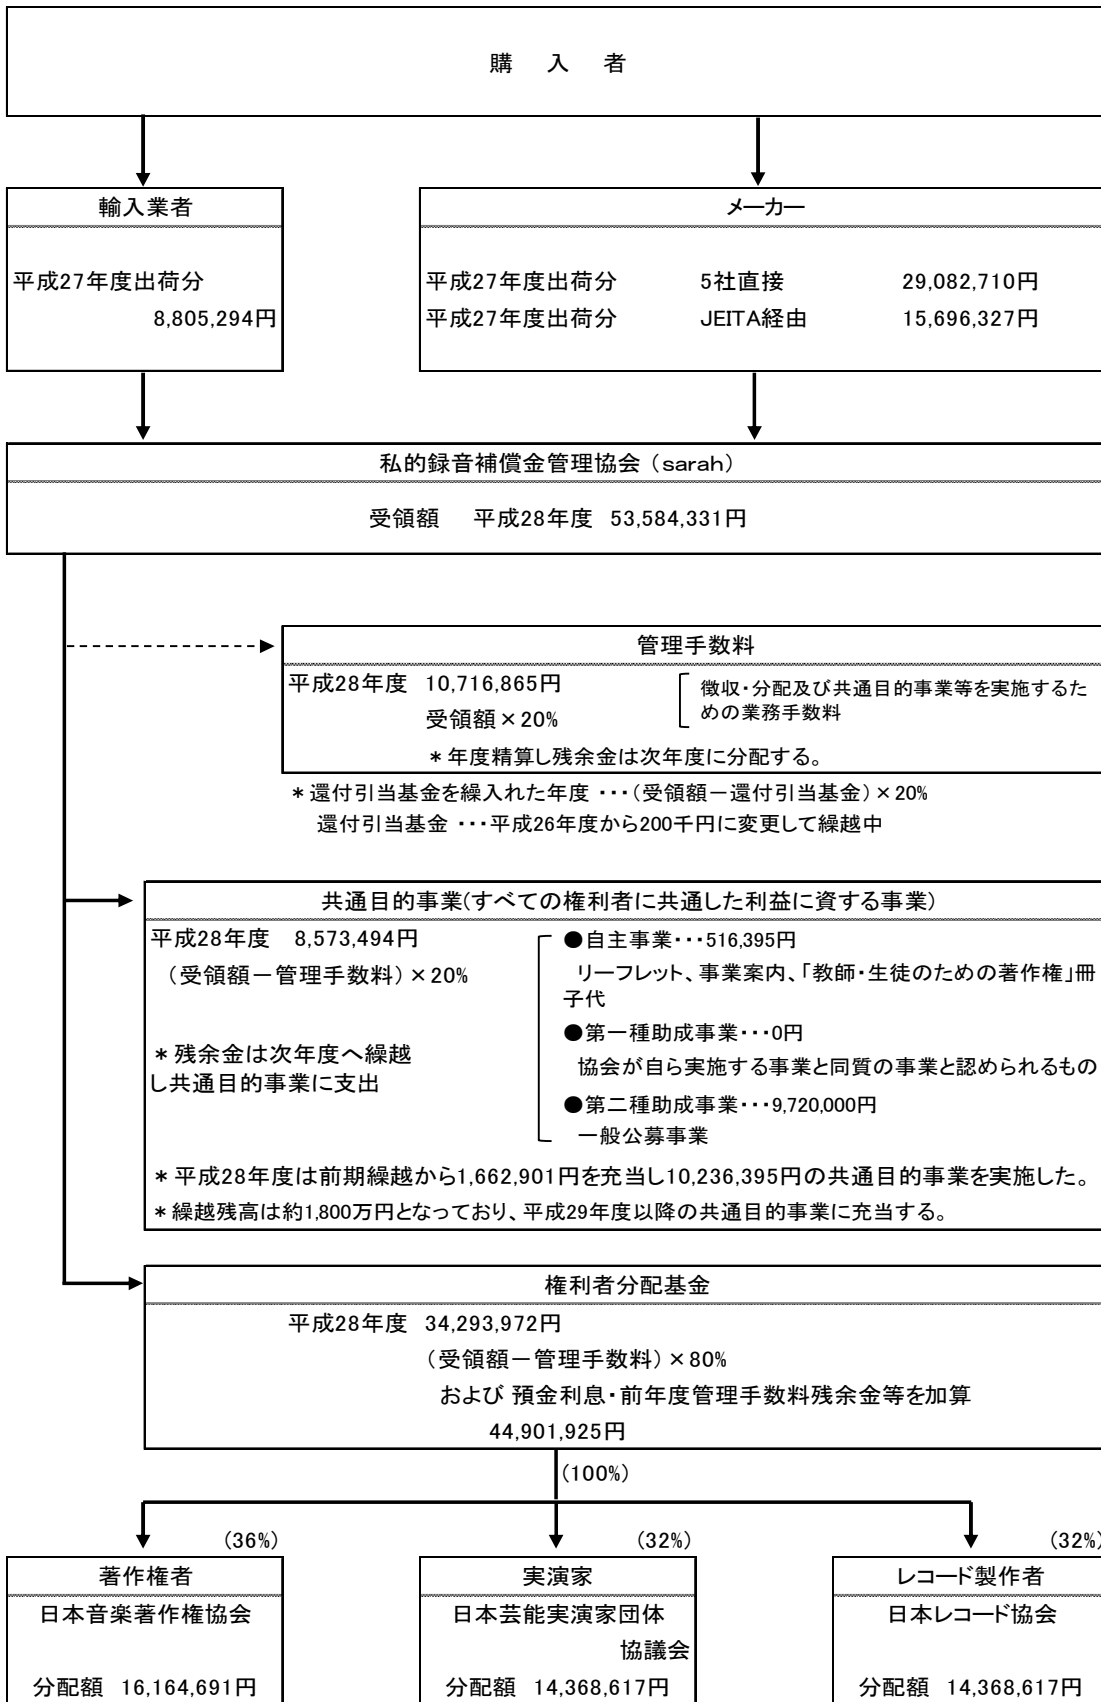 購 入 者
輸入業者
平成27年度出荷分
8,805,294円
メーカー
平成27年度出荷分 5社直接 29,082,710円
平成27年度出荷分 JEITA経由 15,696,327円
私的録音補償金管理協会（sarah）
受領額 平成28年度 53,584,331円
管理手数料
平成28年度 10,716,865円
受領額×20%
徴収・分配及び共通目的事業等を実施するた
めの業務手数料
＊年度精算し残余金は次年度に分配する。
＊還付引当基金を繰入れた年度 ・・・（受領額－還付引当基金）×20%
還付引当基金 ・・・平成26年度から200千円に変更して繰越中
共通目的事業(すべての権利者に共通した利益に資する事業)
平成28年度 8,573,494円
（受領額－管理手数料）×20%
＊残余金は次年度へ繰越
し共通目的事業に支出
●自主事業・・・516,395円
リーフレット、事業案内、「教師・生徒のための著作権」冊
子代
●第一種助成事業・・・0円
協会が自ら実施する事業と同質の事業と認められるもの
●第二種助成事業・・・9,720,000円
一般公募事業
＊平成28年度は前期繰越から1,662,901円を充当し10,236,395円の共通目的事業を実施した。
＊繰越残高は約1,800万円となっており、平成29年度以降の共通目的事業に充当する。
権利者分配基金
平成28年度 34,293,972円
（受領額－管理手数料）×80%
および 預金利息・前年度管理手数料残余金等を加算
44,901,925円
(100%)
(36%)
著作権者
日本音楽著作権協会
分配額 16,164,691円
(32%)
実演家
日本芸能実演家団体
協議会
分配額 14,368,617円
(32%)
レコード製作者
日本レコード協会
分配額 14,368,617円